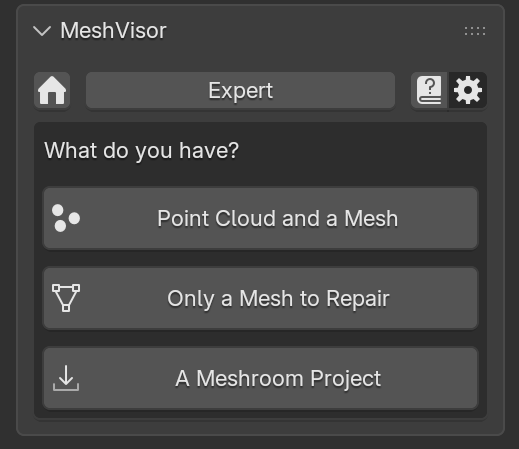 MeshVisor
Expert
?
What do you have?
Point Cloud and a Mesh
Only a Mesh to Repair
A Meshroom Project